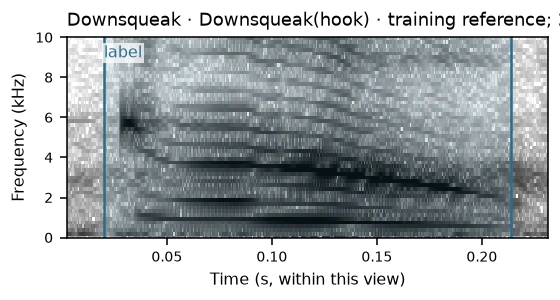 Downsqueak · Downsqueak(hook) · training reference;
label
10
8
6
4
2
0
Frequency (kHz)
0.05 0.10 0.15 0.20
Time (s, within this view)